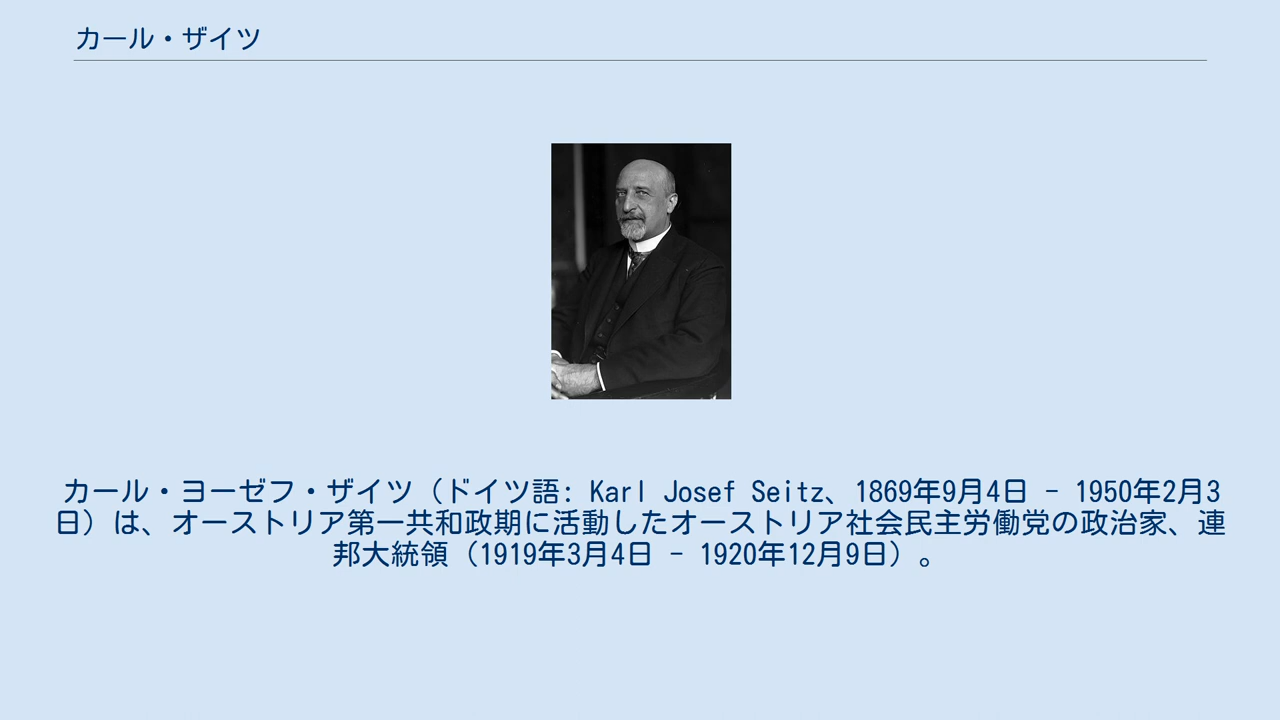 カール・ザイツ
カール・ヨーゼフ・ザイツ（ドイツ語: Karl Josef Seitz、1869年9月4日 - 1950年2月3
日）は、オーストリア第一共和政期に活動したオーストリア社会民主労働党の政治家、連
邦大統領（1919年3月4日 - 1920年12月9日）。